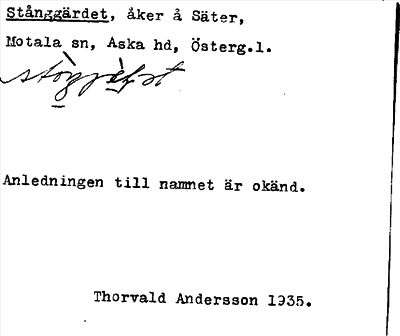 Stånggärdet, åker å Säter,
Motala sn, Aska hd, Österg.l.
Anledningen till namnet är okänd.
Thorvald Andersson 1935.